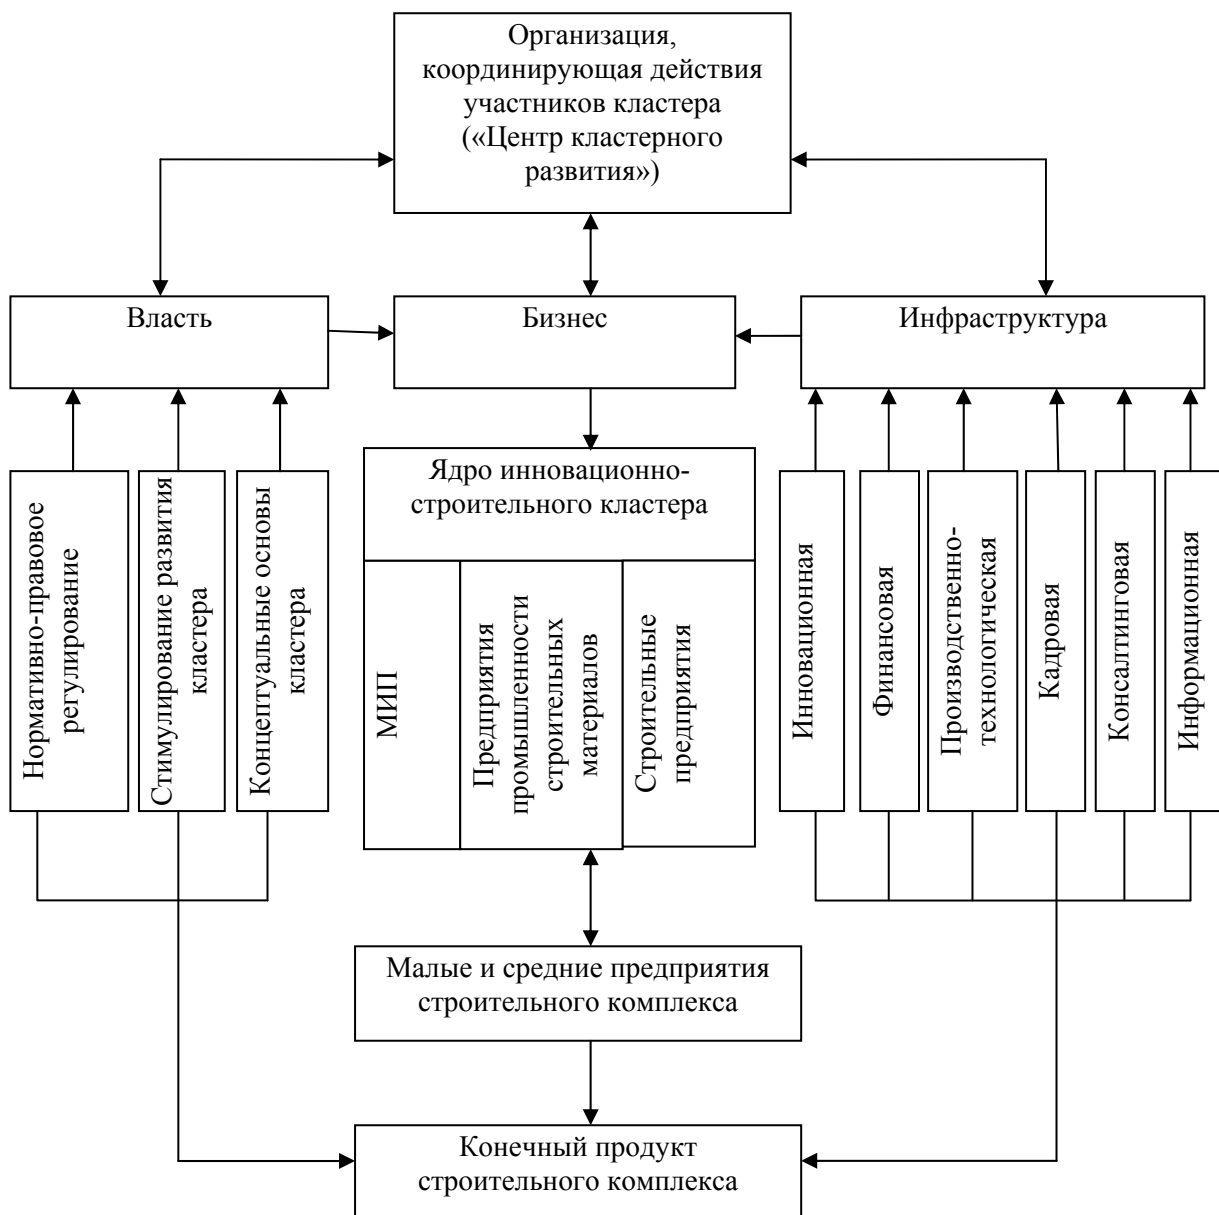 Организация,
координирующая действия
участников кластера
(«Центр кластерного
развития»)
Власть
Бизнес
Инфраструктура
Нормативно-правовое
регулирование
Стимулирование развития
кластера
Концептуальные основы
кластера
Ядро инновационно-
строительного кластера
МИП
Предприятия
промышленности
строительных
материалов
Строительные
предприятия
Инновационная
Финансовая
Производственно-
технологическая
Кадровая
Консалтинговая
Информационная
Малые и средние предприятия
строительного комплекса
Конечный продукт
строительного комплекса